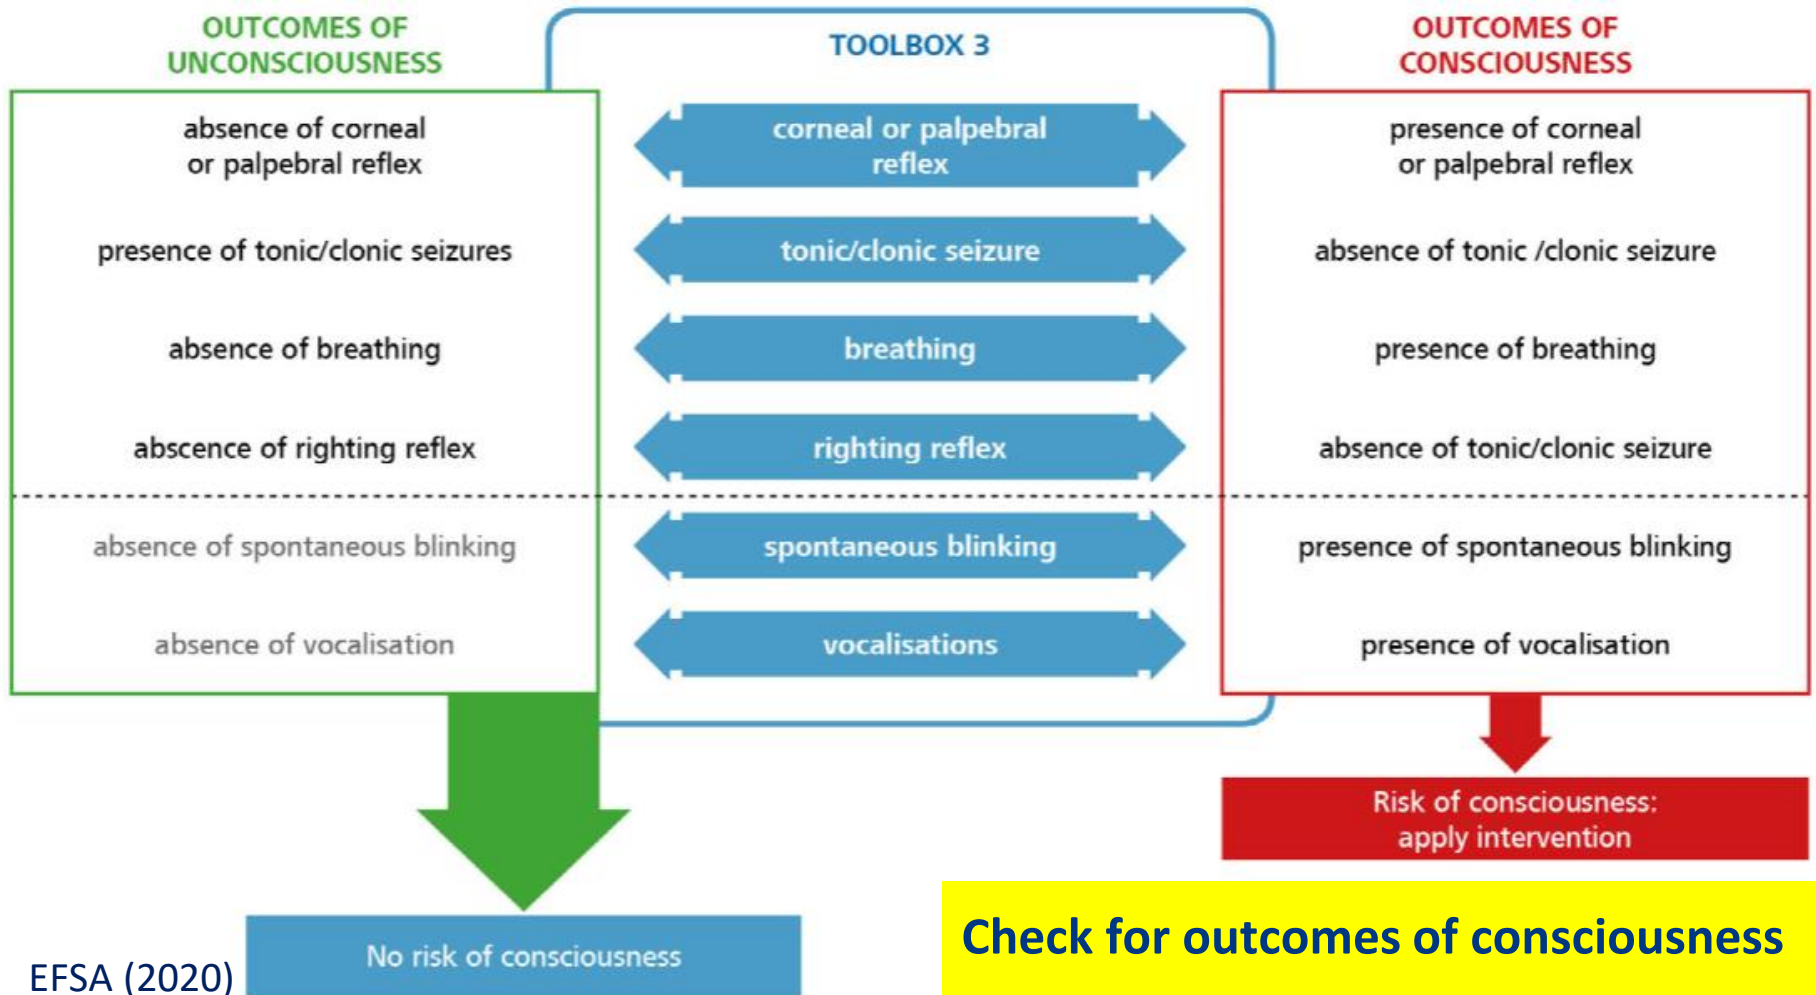 OUTCOMES OF
UNCONSCIOUSNESS
TOOLBOX 3
OUTCOMES OF
CONSCIOUSNESS
absence of corneal
or palpebral reflex
corneal or palpebral
reflex
presence of corneal
or palpebral reflex
presence of tonic/clonic seizures
tonic/clonic seizure
absence of tonic /clonic seizure
absence of breathing
breathing
presence of breathing
abscence of righting reflex
righting reflex
absence of tonic/clonic seizure
absence of spontaneous blinking
spontaneous blinking
presence of spontaneous blinking
absence of vocalisation
vocalisations
presence of vocalisation
Risk of consciousness:
apply intervention
No risk of consciousness
Check for outcomes of consciousness
EFSA (2020)